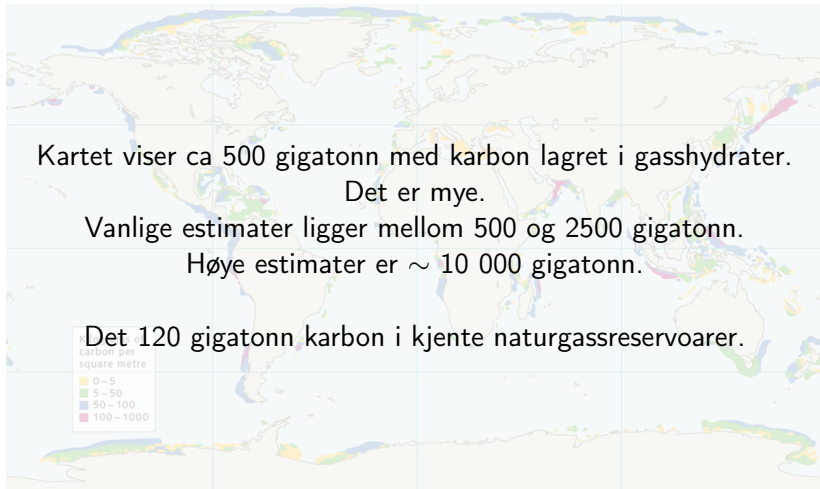 Kartet viser ca 500 gigatonn med karbon lagret i gasshydrater.
Det er mye.
Vanlige estimater ligger mellom 500 og 2500 gigatonn.
Høye estimater er ∼ 10 000 gigatonn.
Det 120 gigatonn karbon i kjente naturgassreservoarer.
carbon per
square metre
0–5
5–50
50–100
100–1000